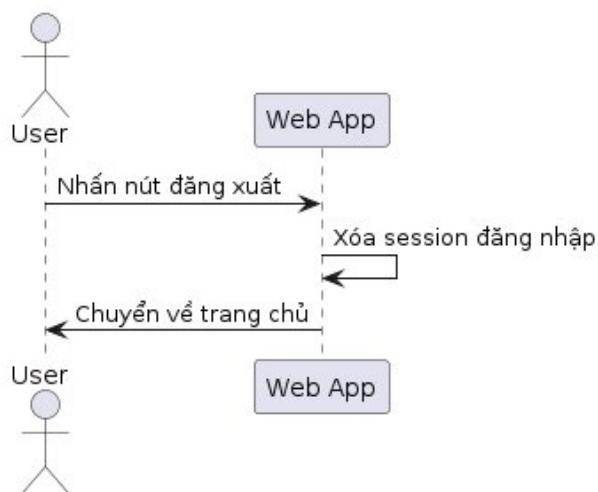 User
Web App
Nhấn nút đăng xuất
Xóa session đăng nhập
Chuyển về trang chủ
User
Web App